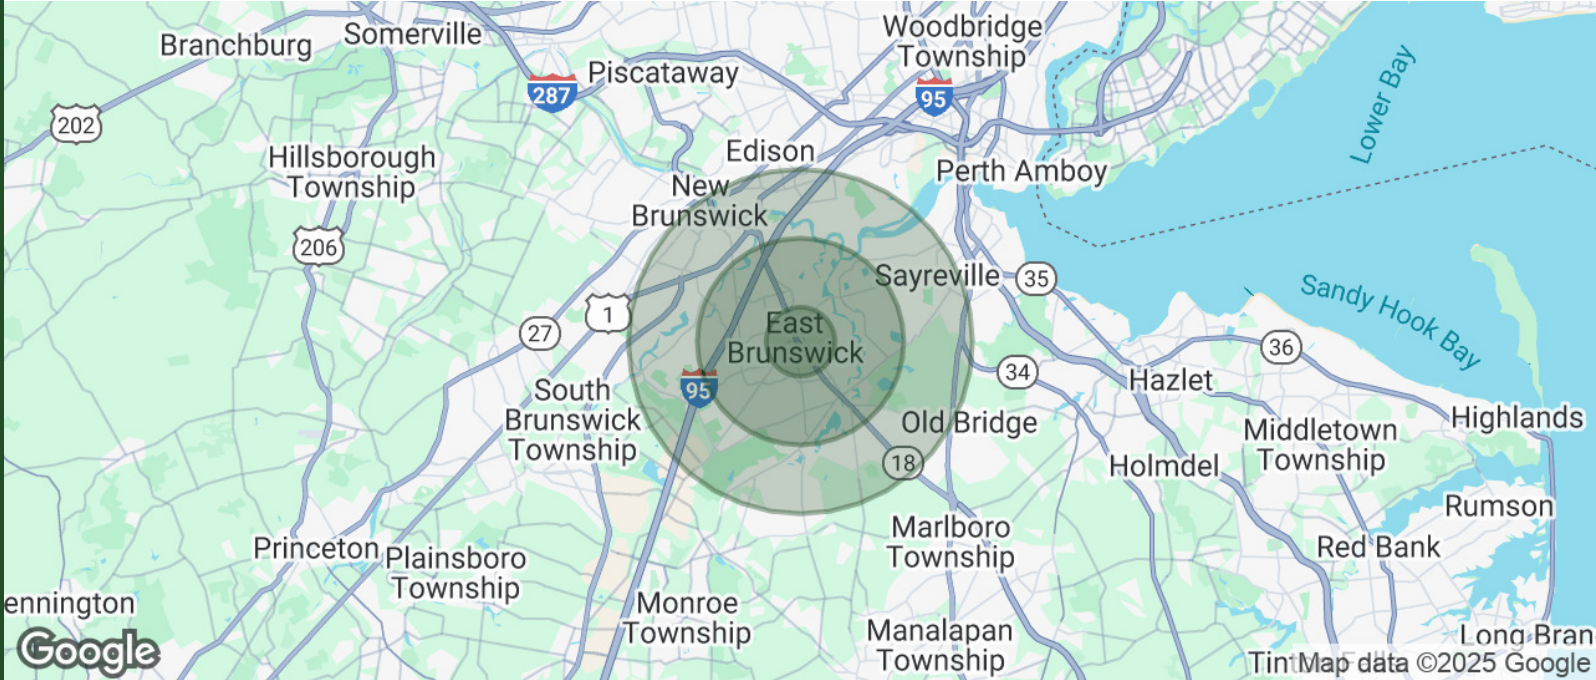 Branchburg
Somerville
Woodbridge
Township
Piscataway
287
95
202
Lower Bay
Hillsborough
Township
Edison
Perth Amboy
New
Brunswick
206
Sayreville
35
Sandy Hook Bay
1
27
East
Brunswick
36
34
95
Hazlet
South
Brunswick
Township
Old Bridge
Highlands
Middletown
Township
18
Holmdel
Rumson
Marlboro
Township
Red Bank
Princeton
Plainsboro
Township
ennington
Monroe
Township
Manalapan
Township
Long Bran
Google
Map data ©2025 Google